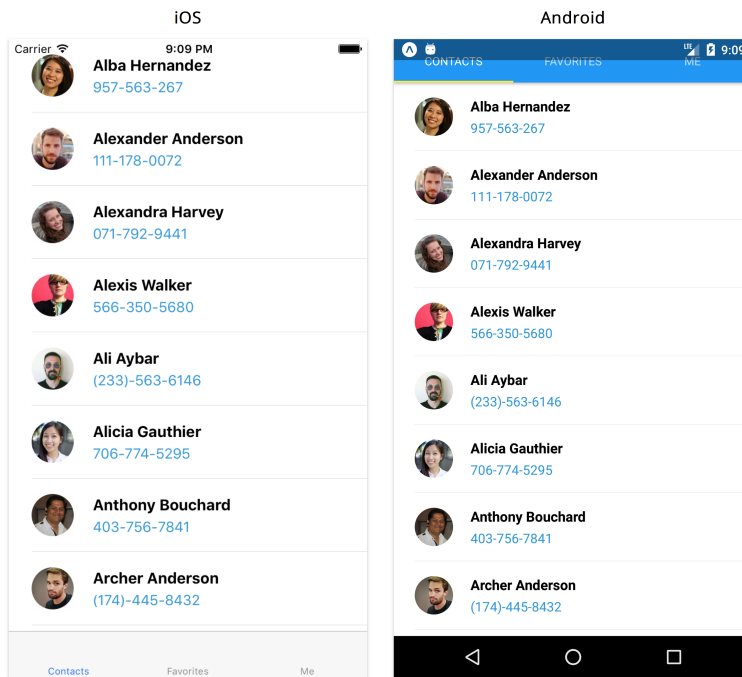 iOS
Carrier 9:09 PM
Alba Hernandez
957-563-267
Alexander Anderson
111-178-0072
Alexandra Harvey
071-792-9441
Alexis Walker
566-350-5680
Ali Aybar
(233)-563-6146
Alicia Gauthier
706-774-5295
Anthony Bouchard
403-756-7841
Archer Anderson
(174)-445-8432
Contacts Favorites Me
Android
LTE 9:09
CONTACTS FAVORITES ME
Alba Hernandez
957-563-267
Alexander Anderson
111-178-0072
Alexandra Harvey
071-792-9441
Alexis Walker
566-350-5680
Ali Aybar
(233)-563-6146
Alicia Gauthier
706-774-5295
Anthony Bouchard
403-756-7841
Archer Anderson
(174)-445-8432